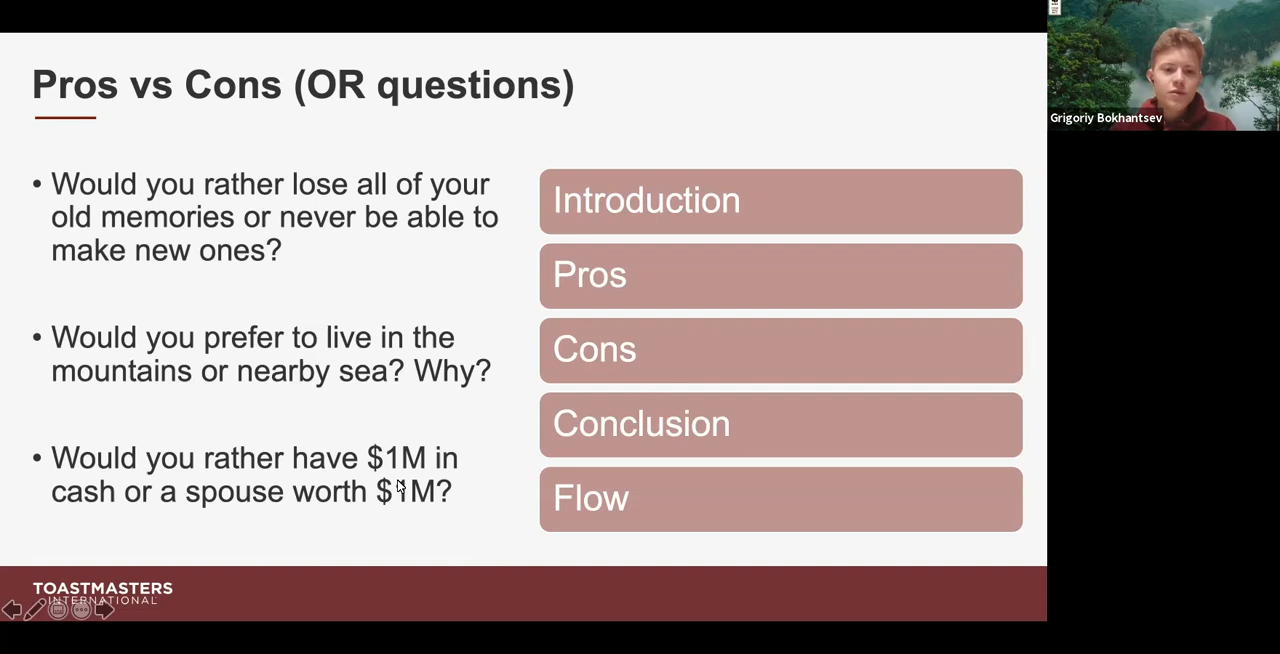 Pros vs Cons (OR questions)
• Would you rather lose all of your
old memories or never be able to
make new ones?
• Would you prefer to live in the
mountains or nearby sea? Why?
• Would you rather have $1M in
cash or a spouse worth $1M?
Introduction
Pros
Cons
Conclusion
Flow
TOASTMASTERS
INTERNATIONAL
Grigoriy Bokhantsev